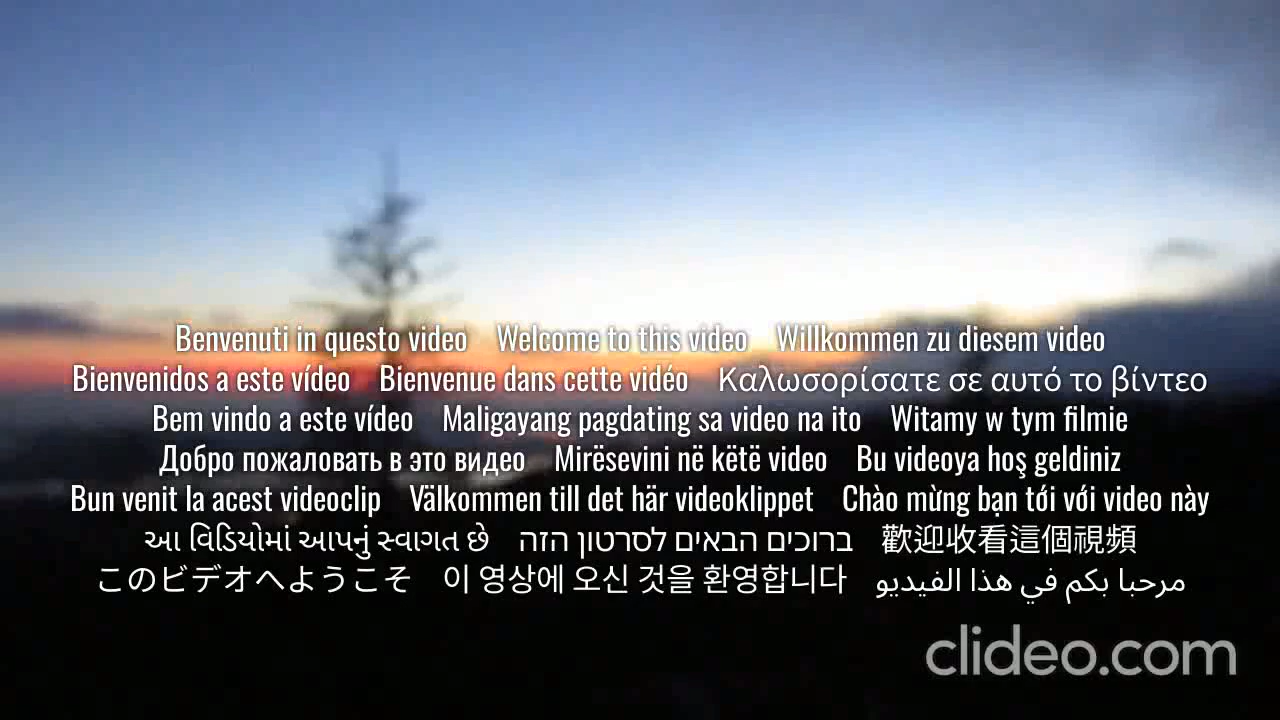 Benvenuti in questo video Welcome to this video Willkommen zu diesem video
Bienvenidos a este vídeo Bienvenue dans cette vidéo Καλωσορίσατε σε αυτό το βίντεο
Bem vindo a este vídeo Maligayang pagdating sa video na ito Witamy w tym filmie
Добро пожаловать в это видео Mirësevini në këtë video Bu videoya hoş geldiniz
Bun venit la acest videoclip Välkommen till det här videoklippet Chào mừng bạn tới với video này
આ વિડિયોમાં આપનું સ્વાગત છે ברוכים הבאים לסרטון הזה 歡迎收看這個視頻
このビデオへようこそ 이 영상에 오신 것을 환영합니다 مرحبا بكم في هذا الفيديو
clideo.com